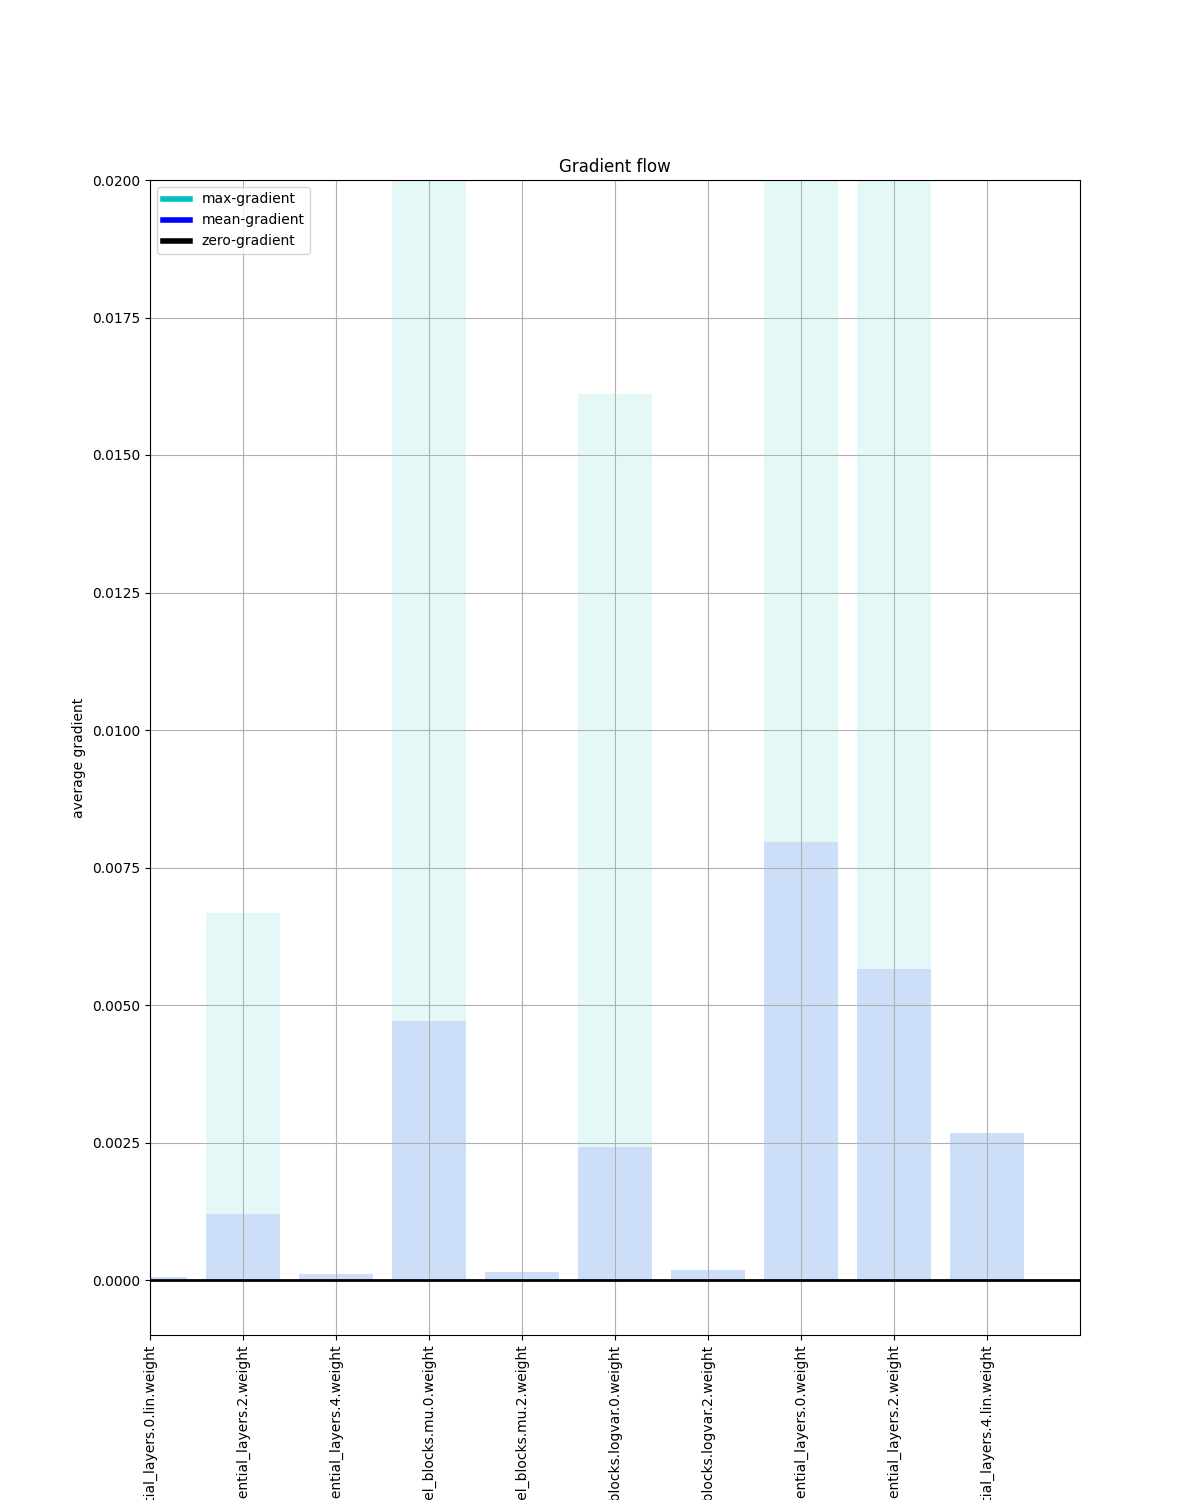 Gradient flow
max-gradient
mean-gradient
zero-gradient
0.0200
0.0175
0.0150
0.0125
0.0100
0.0075
0.0050
0.0025
0.0000
average gradient
tial_layers.0.lin.weight
ential_layers.2.weight
ential_layers.4.weight
el_blocks.mu.0.weight
el_blocks.mu.2.weight
blocks.logvar.0.weight
blocks.logvar.2.weight
ential_layers.0.weight
ential_layers.2.weight
tial_layers.4.lin.weight